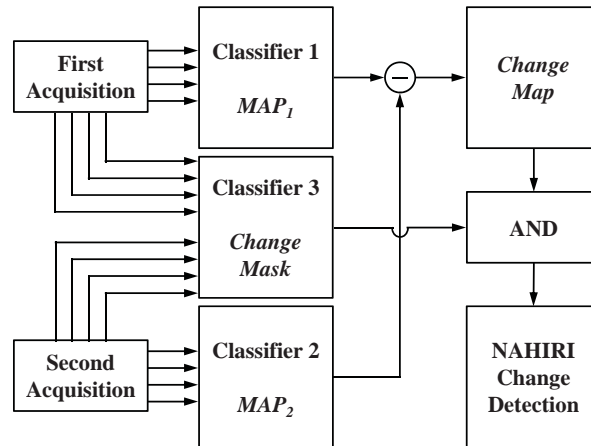 First
Acquisition
Classifier 1
MAP1
Change
Map
Classifier 3
Change
Mask
AND
Second
Acquisition
Classifier 2
MAP2
NAHIRI
Change
Detection